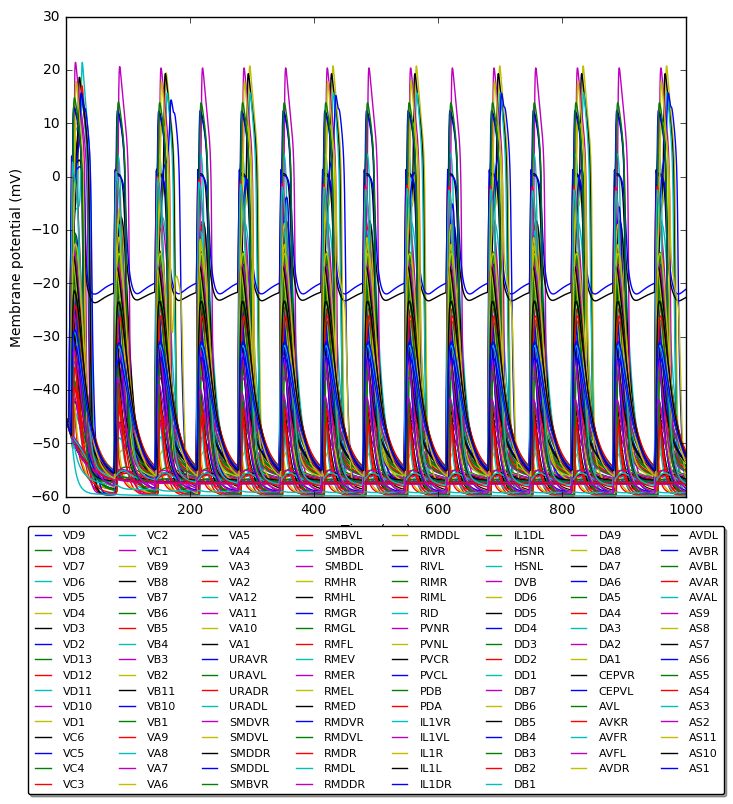 30
20
10
0
−10
−20
−30
−40
−50
−60
Membrane potential (mV)
0 200 400 600 800 1000
VD9 VC2 VA5 SMBVL RMDDL IL1DL DA9 AVDL
VD8 VC1 VA4 SMBDR RIVR HSNR DA8 AVBR
VD7 VB9 VA3 SMBDL RIVL HSNL DA7 AVBL
VD6 VB8 VA2 RMHR RIMR DVB DA6 AVAR
VD5 VB7 VA12 RMHL RIML DD6 DA5 AVAL
VD4 VB6 VA11 RMGR RID DD5 DA4 AS9
VD3 VB5 VA10 RMGL PVNR DD4 DA3 AS8
VD2 VB4 VA1 RMFL PVNL DD3 DA2 AS7
VD13 VB3 URAVR RMEV PVCR DD2 DA1 AS6
VD12 VB2 URAVL RMER PVCL DD1 CEPVR AS5
VD11 VB11 URADR RMEL PDB DB7 CEPVL AS4
VD10 VB10 URADL RMED PDA DB6 AVL AS3
VD1 VB1 SMDVR RMDVR IL1VR DB5 AVKR AS2
VC6 VA9 SMDVL RMDVL IL1VL DB4 AVFR AS11
VC5 VA8 SMDDR RMDR IL1R DB3 AVFL AS10
VC4 VA7 SMDDL RMDL IL1L DB2 AVDR AS1
VC3 VA6 SMBVR RMDDR IL1DR DB1